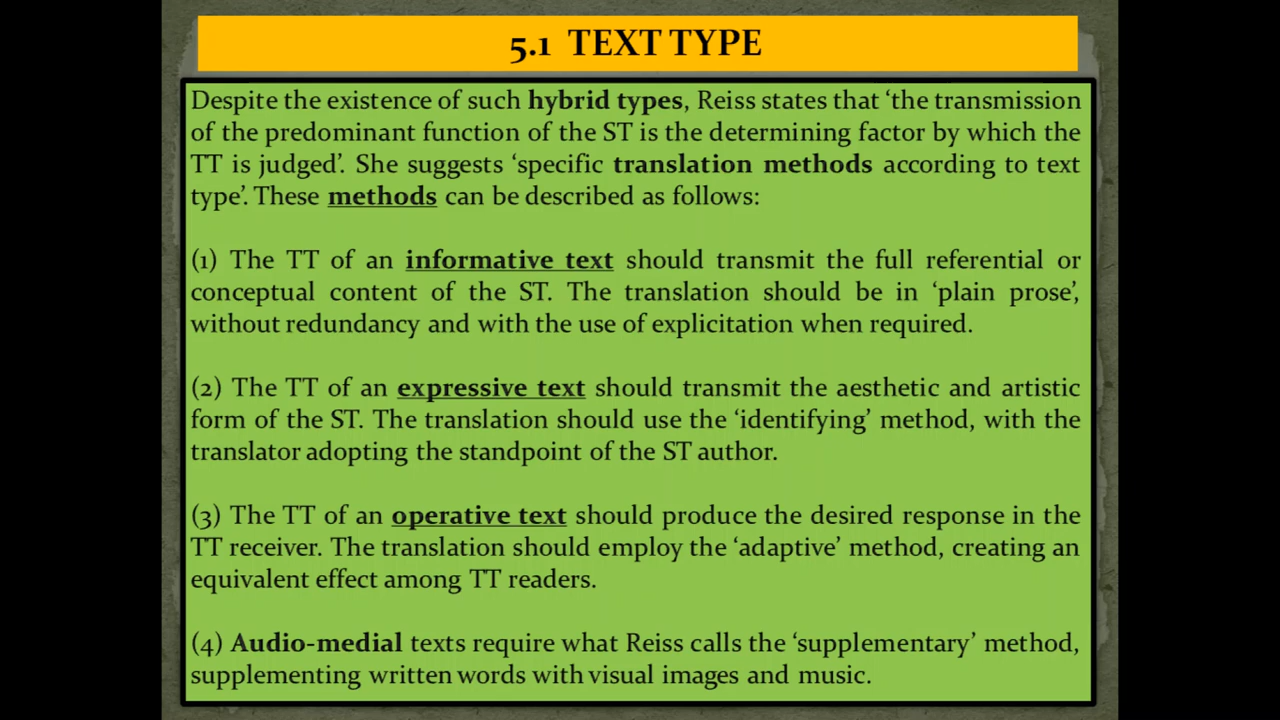 5.1 TEXT TYPE
Despite the existence of such hybrid types, Reiss states that ‘the transmission
of the predominant function of the ST is the determining factor by which the
TT is judged’. She suggests ‘specific translation methods according to text
type’. These methods can be described as follows:
(1) The TT of an informative text should transmit the full referential or
conceptual content of the ST. The translation should be in ‘plain prose’,
without redundancy and with the use of explicitation when required.
(2) The TT of an expressive text should transmit the aesthetic and artistic
form of the ST. The translation should use the ‘identifying’ method, with the
translator adopting the standpoint of the ST author.
(3) The TT of an operative text should produce the desired response in the
TT receiver. The translation should employ the ‘adaptive’ method, creating an
equivalent effect among TT readers.
(4) Audio-medial texts require what Reiss calls the ‘supplementary’ method,
supplementing written words with visual images and music.